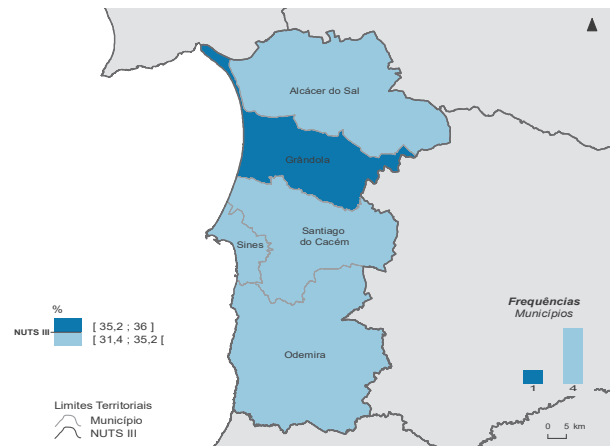 Alcácer do Sal
Grândola
Santiago
do Cacém
Sines
Odemira
%
NUTS III
[ 35,2 ; 36 ]
[ 31,4 ; 35,2 [
Limites Territoriais
Município
NUTS III
Frequências
Municípios
1
4
0 5 km